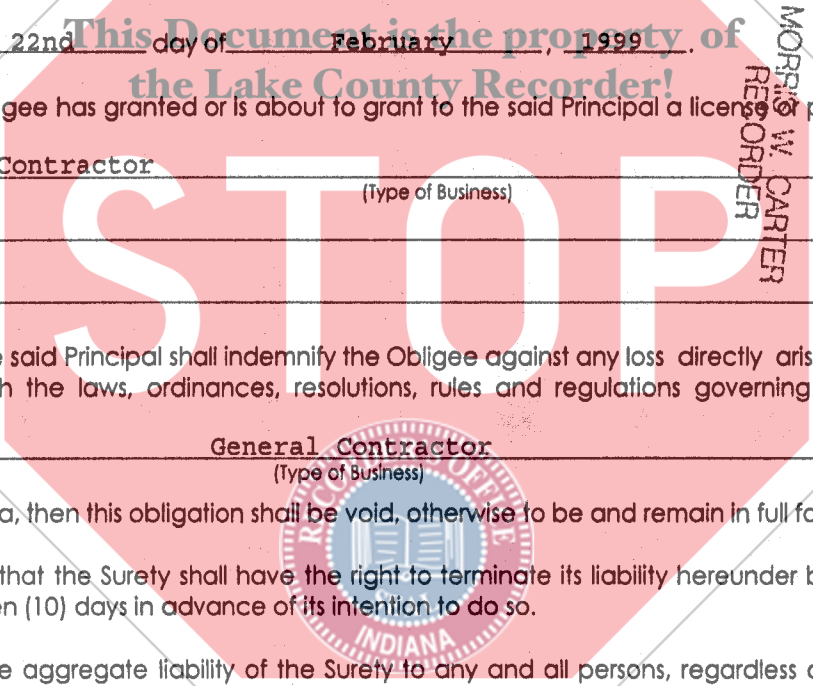 22nd day of February, 1999.
This Document is the property of
the Lake County Recorder!
gee has granted or is about to grant to the said Principal a license or p
Contractor
(Type of Business)
MORRIS W. CARTER
RECORDER
STOP
said Principal shall indemnify the Obligee against any loss directly aris
h the laws, ordinances, resolutions, rules and regulations governing
General Contractor
(Type of Business)
a, then this obligation shall be void, otherwise to be and remain in full fo
that the Surety shall have the right to terminate its liability hereunder b
en (10) days in advance of its intention to do so.
e aggregate liability of the Surety to any and all persons, regardless o
RECORDER'S OFFICE
INDIANA